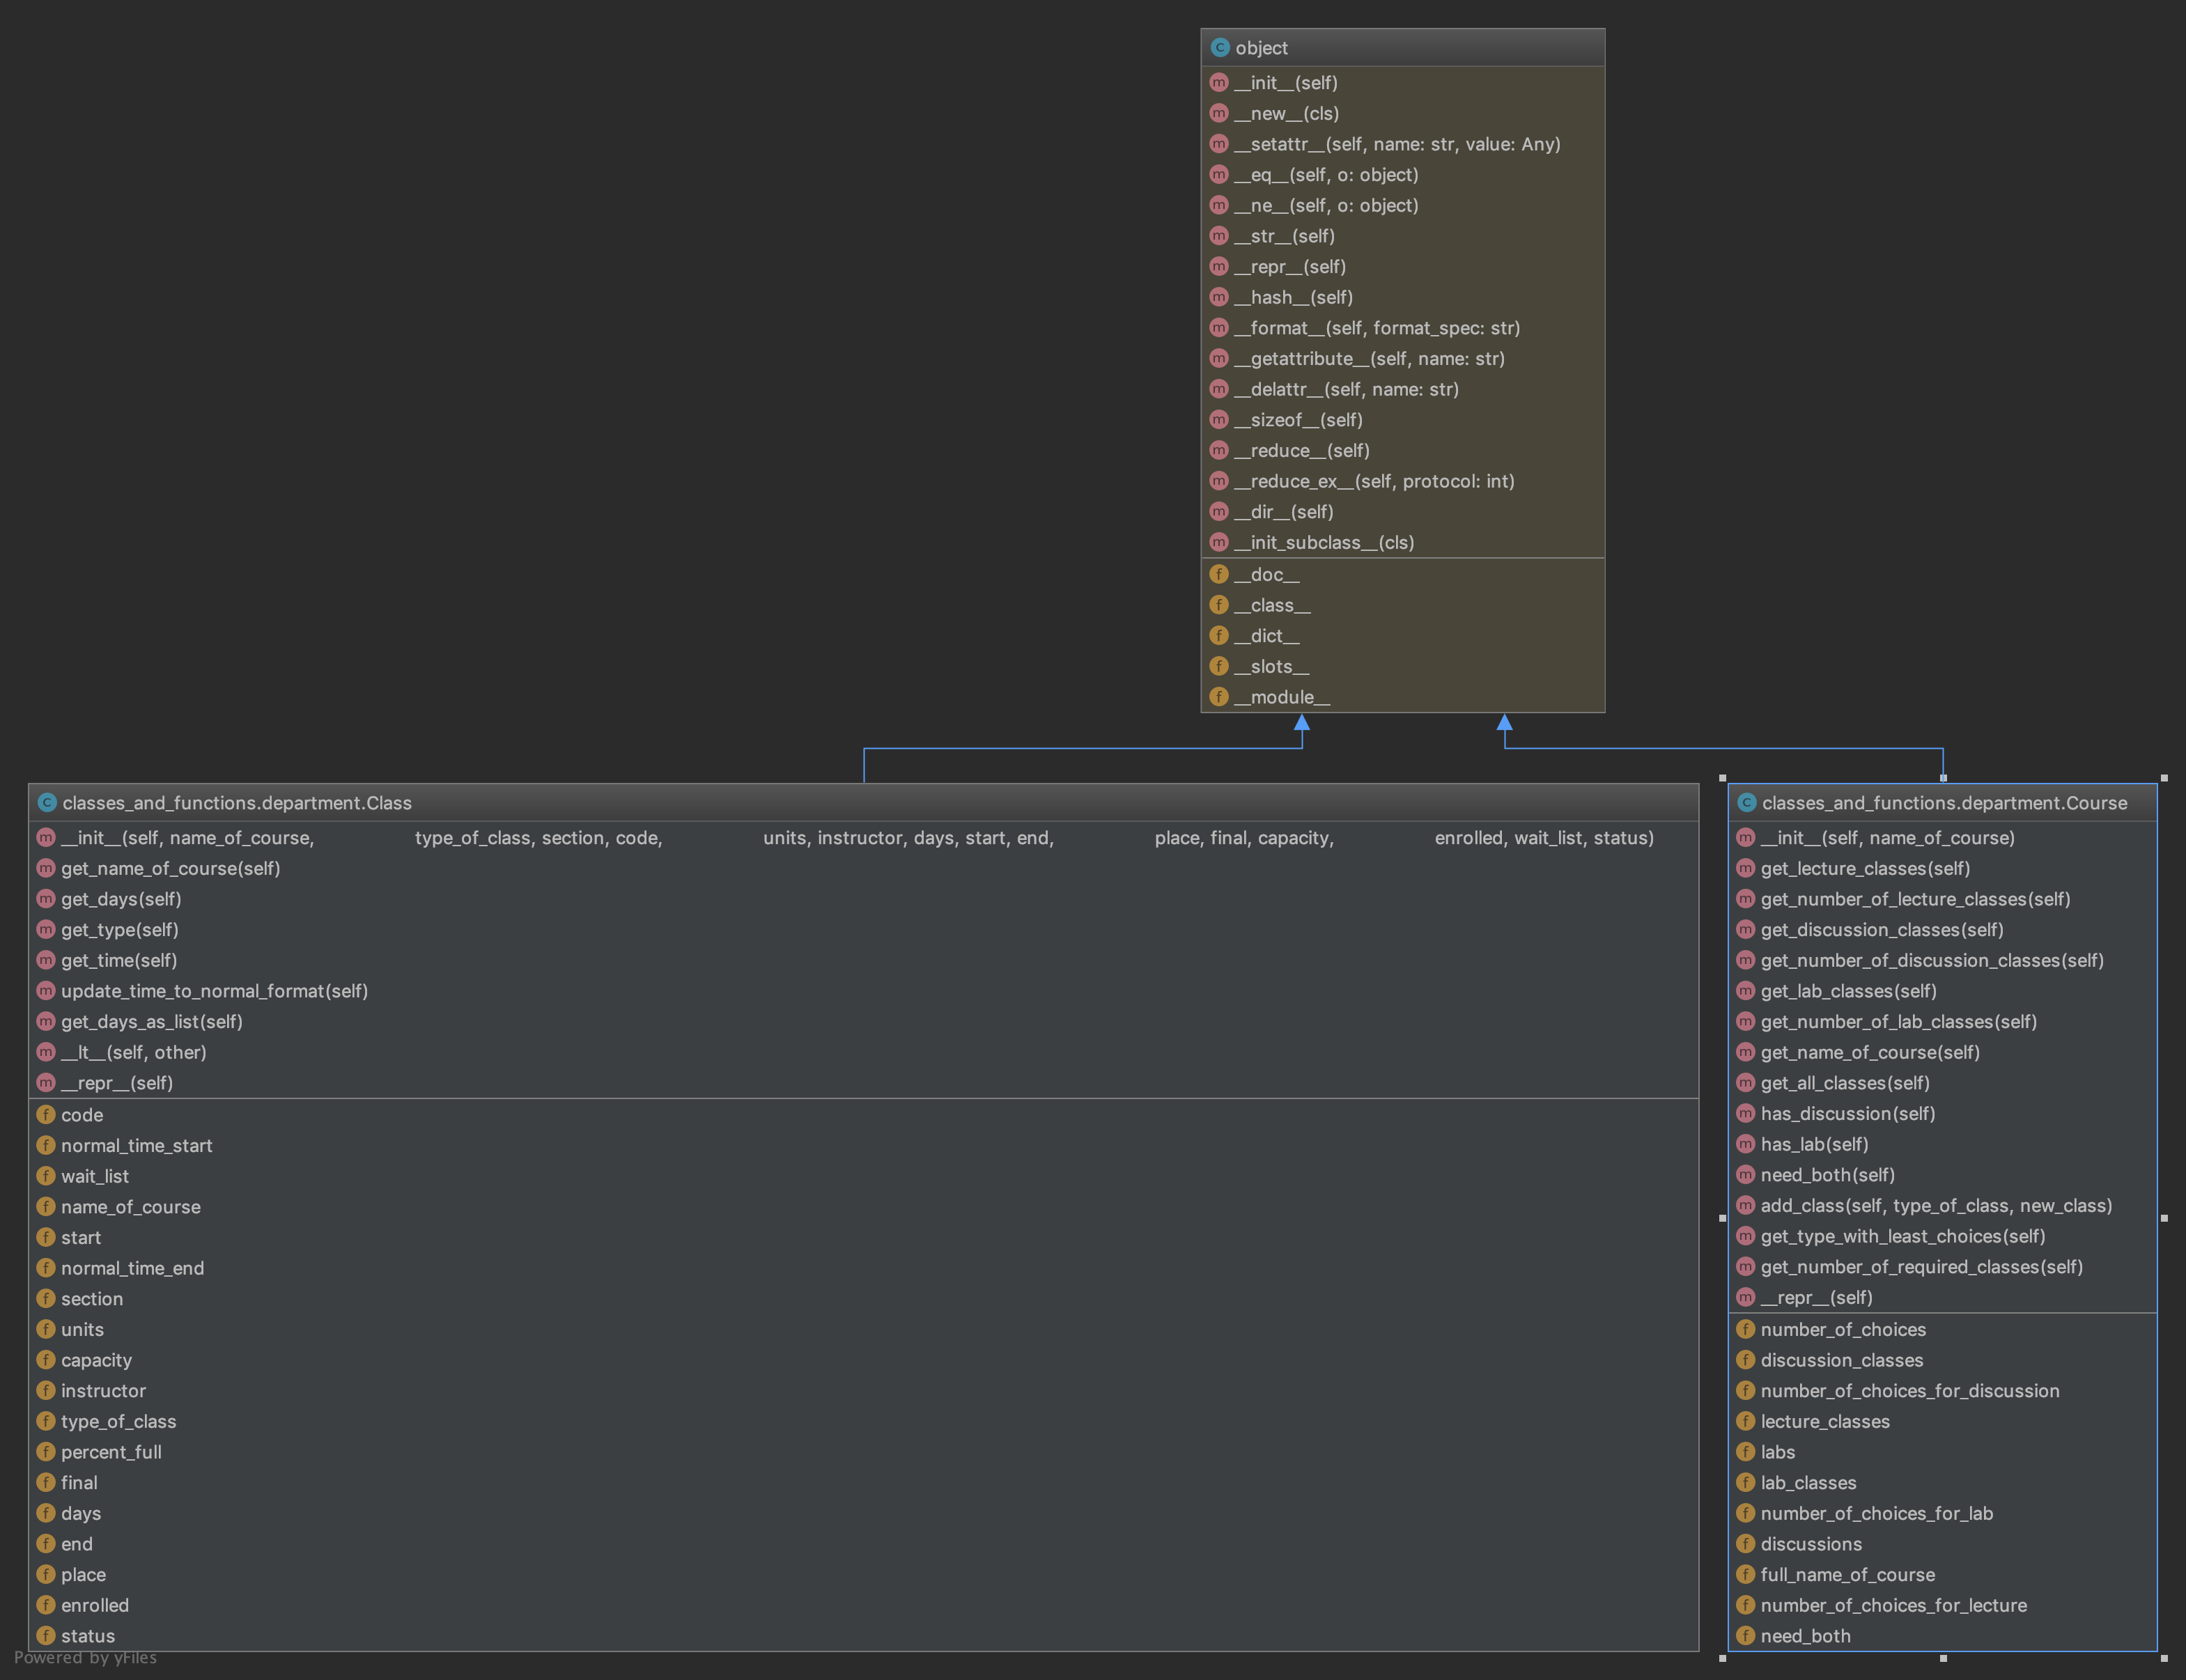 object
__init__(self)
__new__(cls)
__setattr__(self, name: str, value: Any)
__eq__(self, o: object)
__ne__(self, o: object)
__str__(self)
__repr__(self)
__hash__(self)
__format__(self, format_spec: str)
__getattribute__(self, name: str)
__delattr__(self, name: str)
__sizeof__(self)
__reduce__(self)
__reduce_ex__(self, protocol: int)
__dir__(self)
__init_subclass__(cls)
__doc__
__class__
__dict__
__slots__
__module__
classes_and_functions.department.Class
__init__(self, name_of_course, type_of_class, section, code, units, instructor, days, start, end, place, final, capacity, enrolled, wait_list, status)
get_name_of_course(self)
get_days(self)
get_type(self)
get_time(self)
update_time_to_normal_format(self)
get_days_as_list(self)
__lt__(self, other)
__repr__(self)
code
normal_time_start
wait_list
name_of_course
start
normal_time_end
section
units
capacity
instructor
type_of_class
percent_full
final
days
end
place
enrolled
status
classes_and_functions.department.Course
__init__(self, name_of_course)
get_lecture_classes(self)
get_number_of_lecture_classes(self)
get_discussion_classes(self)
get_number_of_discussion_classes(self)
get_lab_classes(self)
get_number_of_lab_classes(self)
get_name_of_course(self)
get_all_classes(self)
has_discussion(self)
has_lab(self)
need_both(self)
add_class(self, type_of_class, new_class)
get_type_with_least_choices(self)
get_number_of_required_classes(self)
__repr__(self)
number_of_choices
discussion_classes
number_of_choices_for_discussion
lecture_classes
labs
lab_classes
number_of_choices_for_lab
discussions
full_name_of_course
number_of_choices_for_lecture
need_both
Powered by yFiles